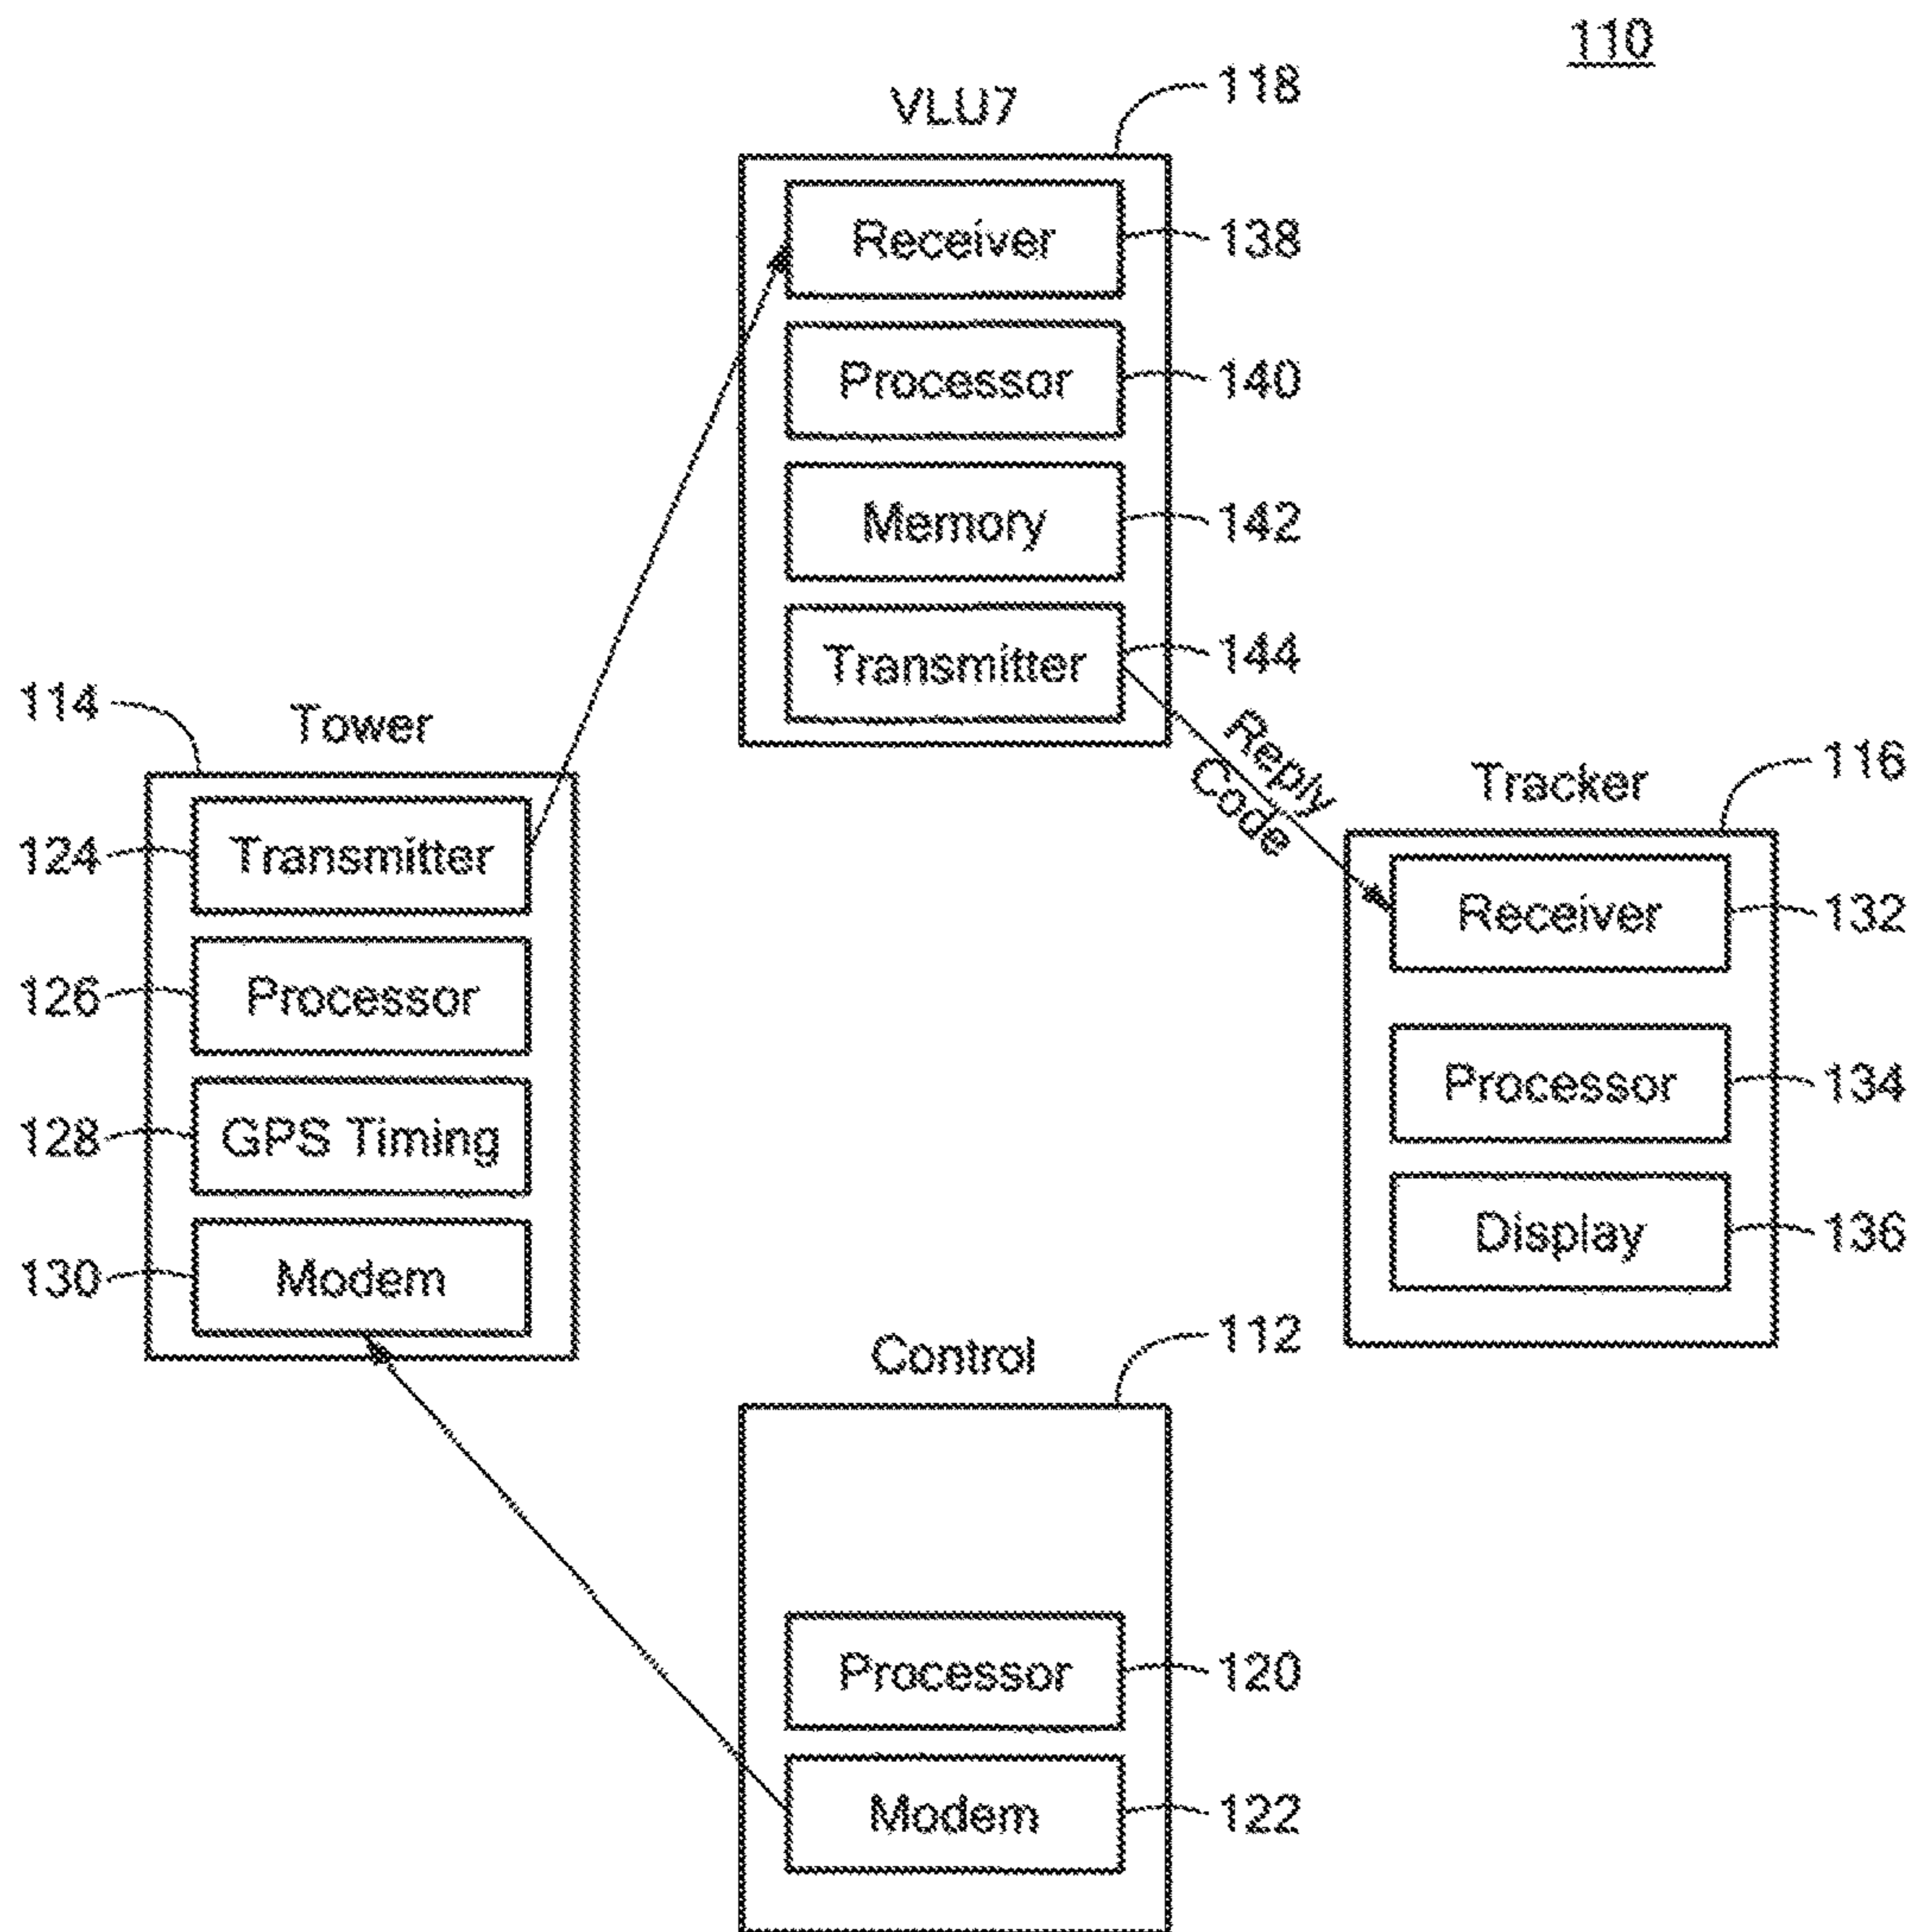 110
VLU7
118
Receiver
138
Processor
140
Memory
142
Transmitter
144
Reply
Code
114
Tower
124
Transmitter
126
Processor
128
GPS Timing
130
Modem
Tracker
116
Receiver
132
Processor
134
Display
136
Control
112
Processor
120
Modem
122